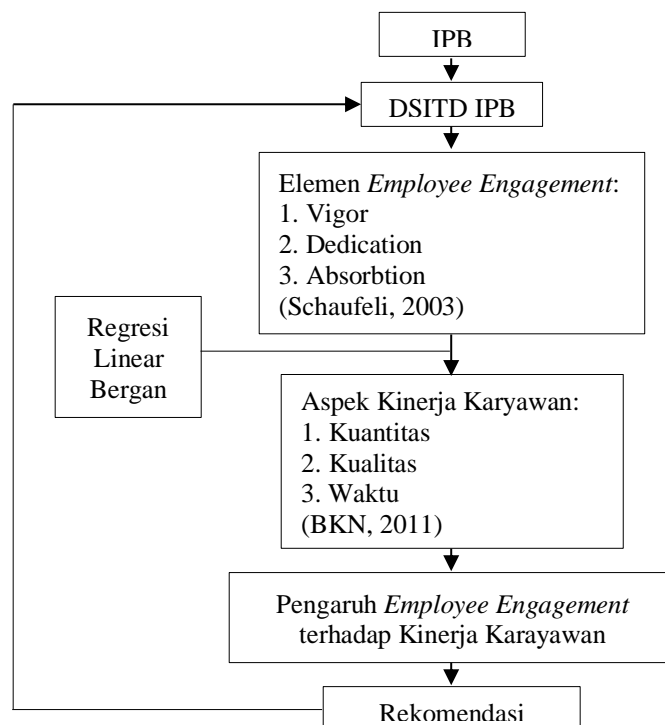 IPB
DSITD IPB
Elemen Employee Engagement:
1. Vigor
2. Dedication
3. Absorbtion
(Schaufeli, 2003)
Regresi
Linear
Bergan
Aspek Kinerja Karyawan:
1. Kuantitas
2. Kualitas
3. Waktu
(BKN, 2011)
Pengaruh Employee Engagement
terhadap Kinerja Karayawan
Rekomendasi